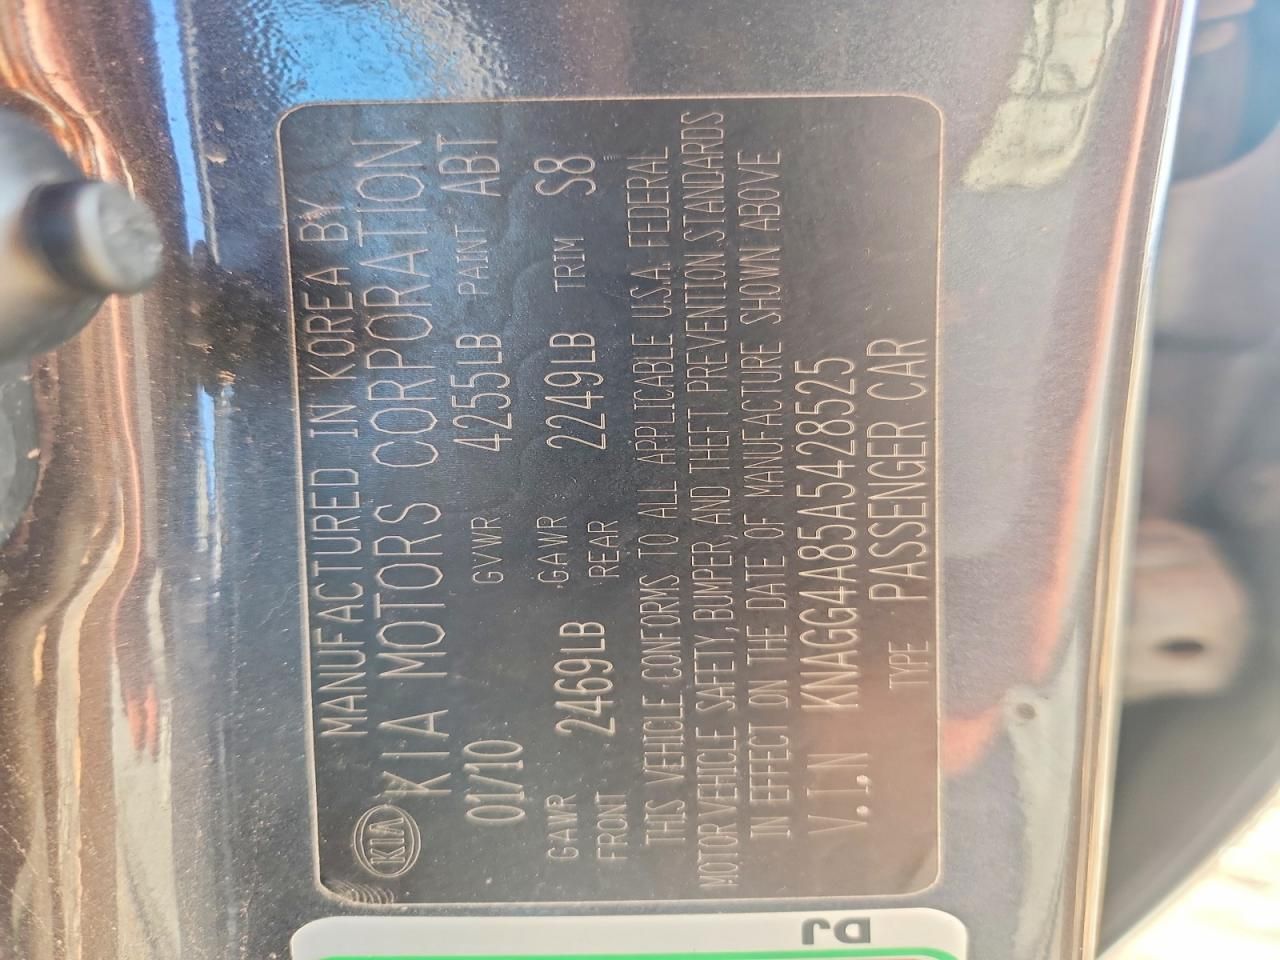 MANUFACTURED IN KOREA BY
KIA KIA MOTORS CORPORATION
01/10 GVWR 4255LB PAINT ABT
GAWR FRONT 2469LB GAWR REAR 2249LB TRIM S8
THIS VEHICLE CONFORMS TO ALL APPLICABLE U.S.A. FEDERAL
MOTOR VEHICLE SAFETY, BUMPER, AND THEFT PREVENTION STANDARDS
IN EFFECT ON THE DATE OF MANUFACTURE SHOWN ABOVE
V.I.N KNAGG4A85A5428525
TYPE PASSENGER CAR